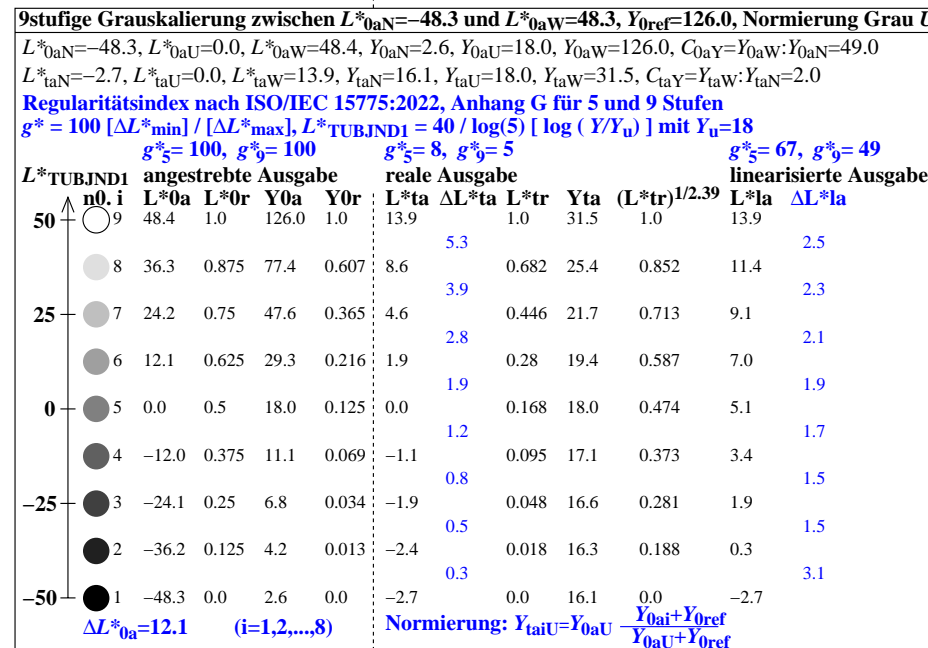 9stufige Grauskalierung zwischen L*0aN=−48.3 und L*0aW=48.3, Y0ref=126.0, Normierung Grau U
L*0aN=−48.3, L*0aU=0.0, L*0aW=48.4, Y0aN=2.6, Y0aU=18.0, Y0aW=126.0, C0aY=Y0aW:Y0aN=49.0
L*taN=−2.7, L*taU=0.0, L*taW=13.9, YtaN=16.1, YtaU=18.0, YtaW=31.5, CtaY=YtaW:YtaN=2.0
Regularitätsindex nach ISO/IEC 15775:2022, Anhang G für 5 und 9 Stufen
g* = 100 [ΔL*min] / [ΔL*max], L*TUBJND1 = 40 / log(5) [ log ( Y/Yu) ] mit Yu=18
g*5= 100, g*9= 100 g*5= 8, g*9= 5 g*5= 67, g*9= 49
L*TUBJND1 angestrebte Ausgabe reale Ausgabe linearisierte Ausgabe
n0. i L*0a L*0r Y0a Y0r L*ta ΔL*ta L*tr Yta (L*tr)1/2.39 L*la ΔL*la
50 9 48.4 1.0 126.0 1.0 13.9 1.0 31.5 1.0 13.9
5.3 2.5
8 36.3 0.875 77.4 0.607 8.6 0.682 25.4 0.852 11.4
3.9 2.3
25 7 24.2 0.75 47.6 0.365 4.6 0.446 21.7 0.713 9.1
2.8 2.1
6 12.1 0.625 29.3 0.216 1.9 0.28 19.4 0.587 7.0
1.9 1.9
0 5 0.0 0.5 18.0 0.125 0.0 0.168 18.0 0.474 5.1
1.2 1.7
4 −12.0 0.375 11.1 0.069 −1.1 0.095 17.1 0.373 3.4
0.8 1.5
−25 3 −24.1 0.25 6.8 0.034 −1.9 0.048 16.6 0.281 1.9
0.5 1.5
2 −36.2 0.125 4.2 0.013 −2.4 0.018 16.3 0.188 0.3
0.3 3.1
−50 1 −48.3 0.0 2.6 0.0 −2.7 0.0 16.1 0.0 −2.7
ΔL*0a=12.1 (i=1,2,...,8) Normierung: YtaiU=Y0aU Y0ai+Y0ref
Y0aU+Y0ref